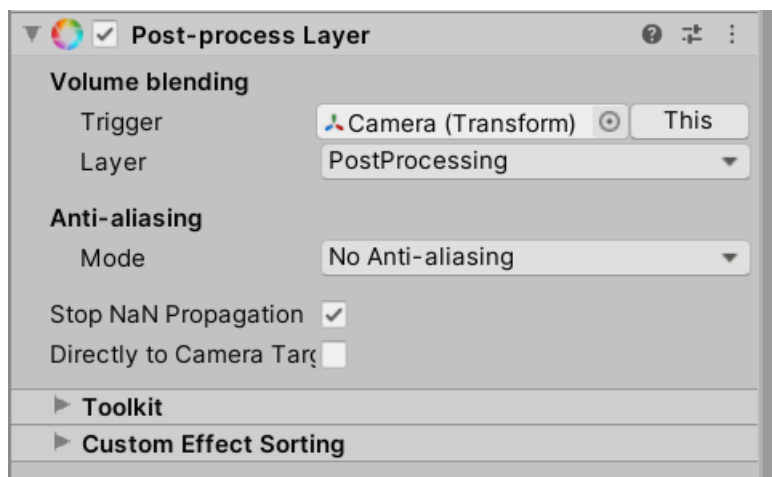 Post-process Layer
Volume blending
Trigger Camera (Transform) This
Layer PostProcessing
Anti-aliasing
Mode No Anti-aliasing
Stop NaN Propagation
Directly to Camera Targ
Toolkit
Custom Effect Sorting